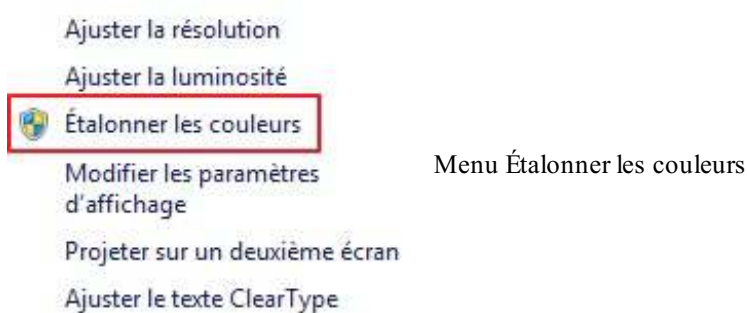 Ajuster la résolution
Ajuster la luminosité
Étalonner les couleurs
Modifier les paramètres
d'affichage
Projeter sur un deuxième écran
Ajuster le texte ClearType
Menu Étalonner les couleurs